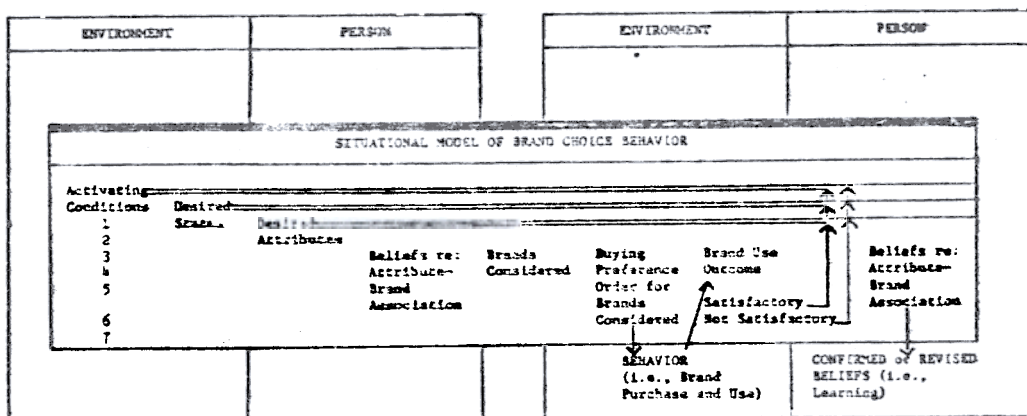 ENVIRONMENT PERSON ENVIRONMENT PERSON
SITUATIONAL MODEL OF BRAND CHOICE BEHAVIOR
Activating
Conditions Desired
1 States Desired
2 Attributes
3 Beliefs re: Brands Buying Brand Use Beliefs re:
4 Attribute- Considered Preference Outcome Attribute-
5 Brand Order for Brand
Association Brands Satisfactory Association
6 Considered Not Satisfactory
7
BEHAVIOR CONFIRMED or REVISED
(i.e., Brand BELIEFS (i.e.,
Purchase and Use) Learning)